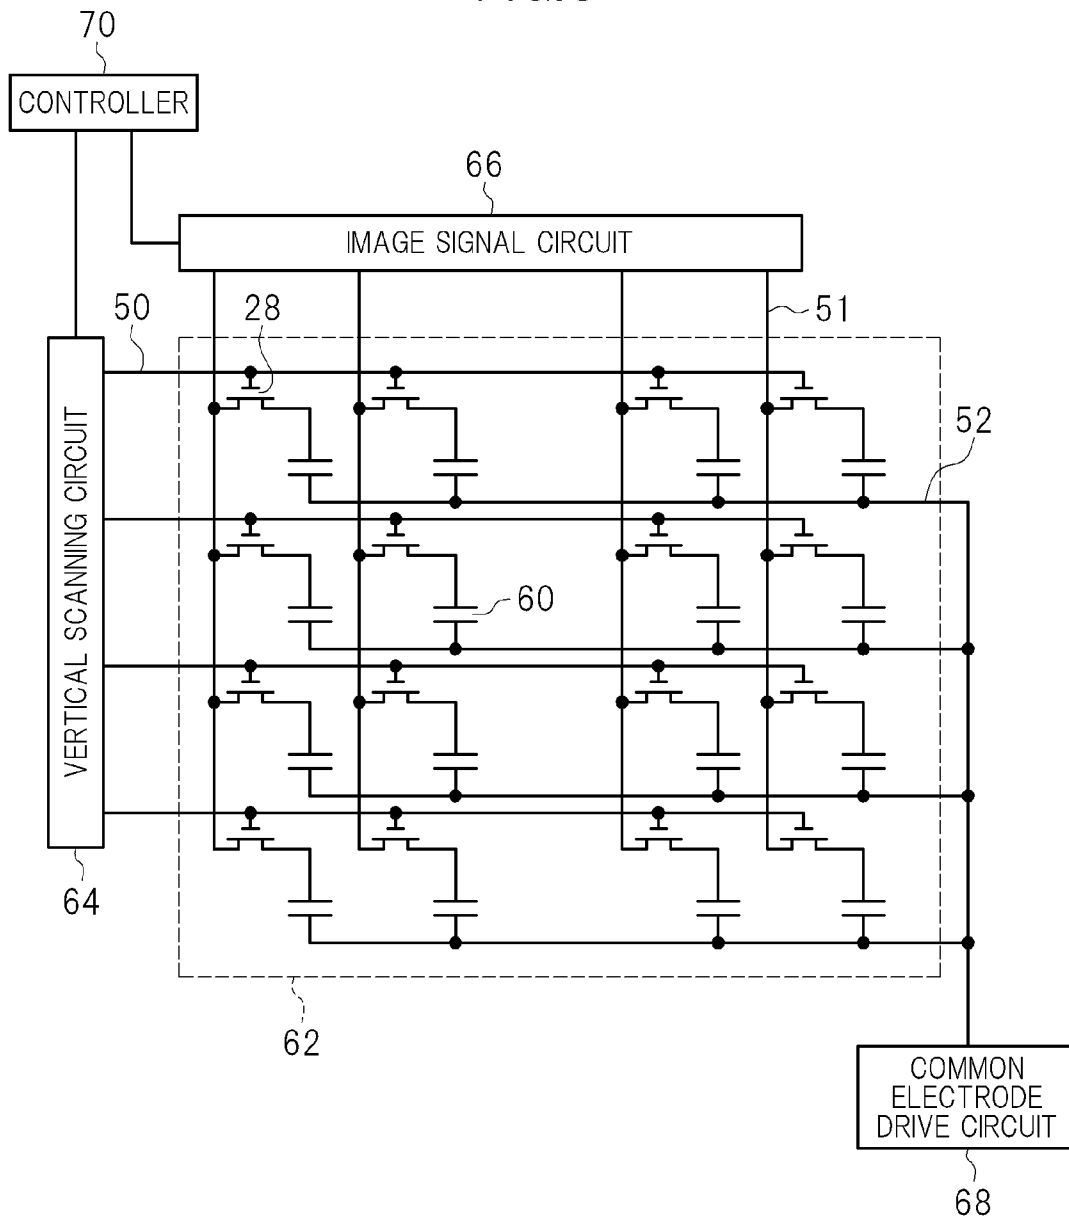 70
CONTROLLER
66
IMAGE SIGNAL CIRCUIT
50
28
51
52
VERTICAL SCANNING CIRCUIT
60
64
62
COMMON
ELECTRODE
DRIVE CIRCUIT
68